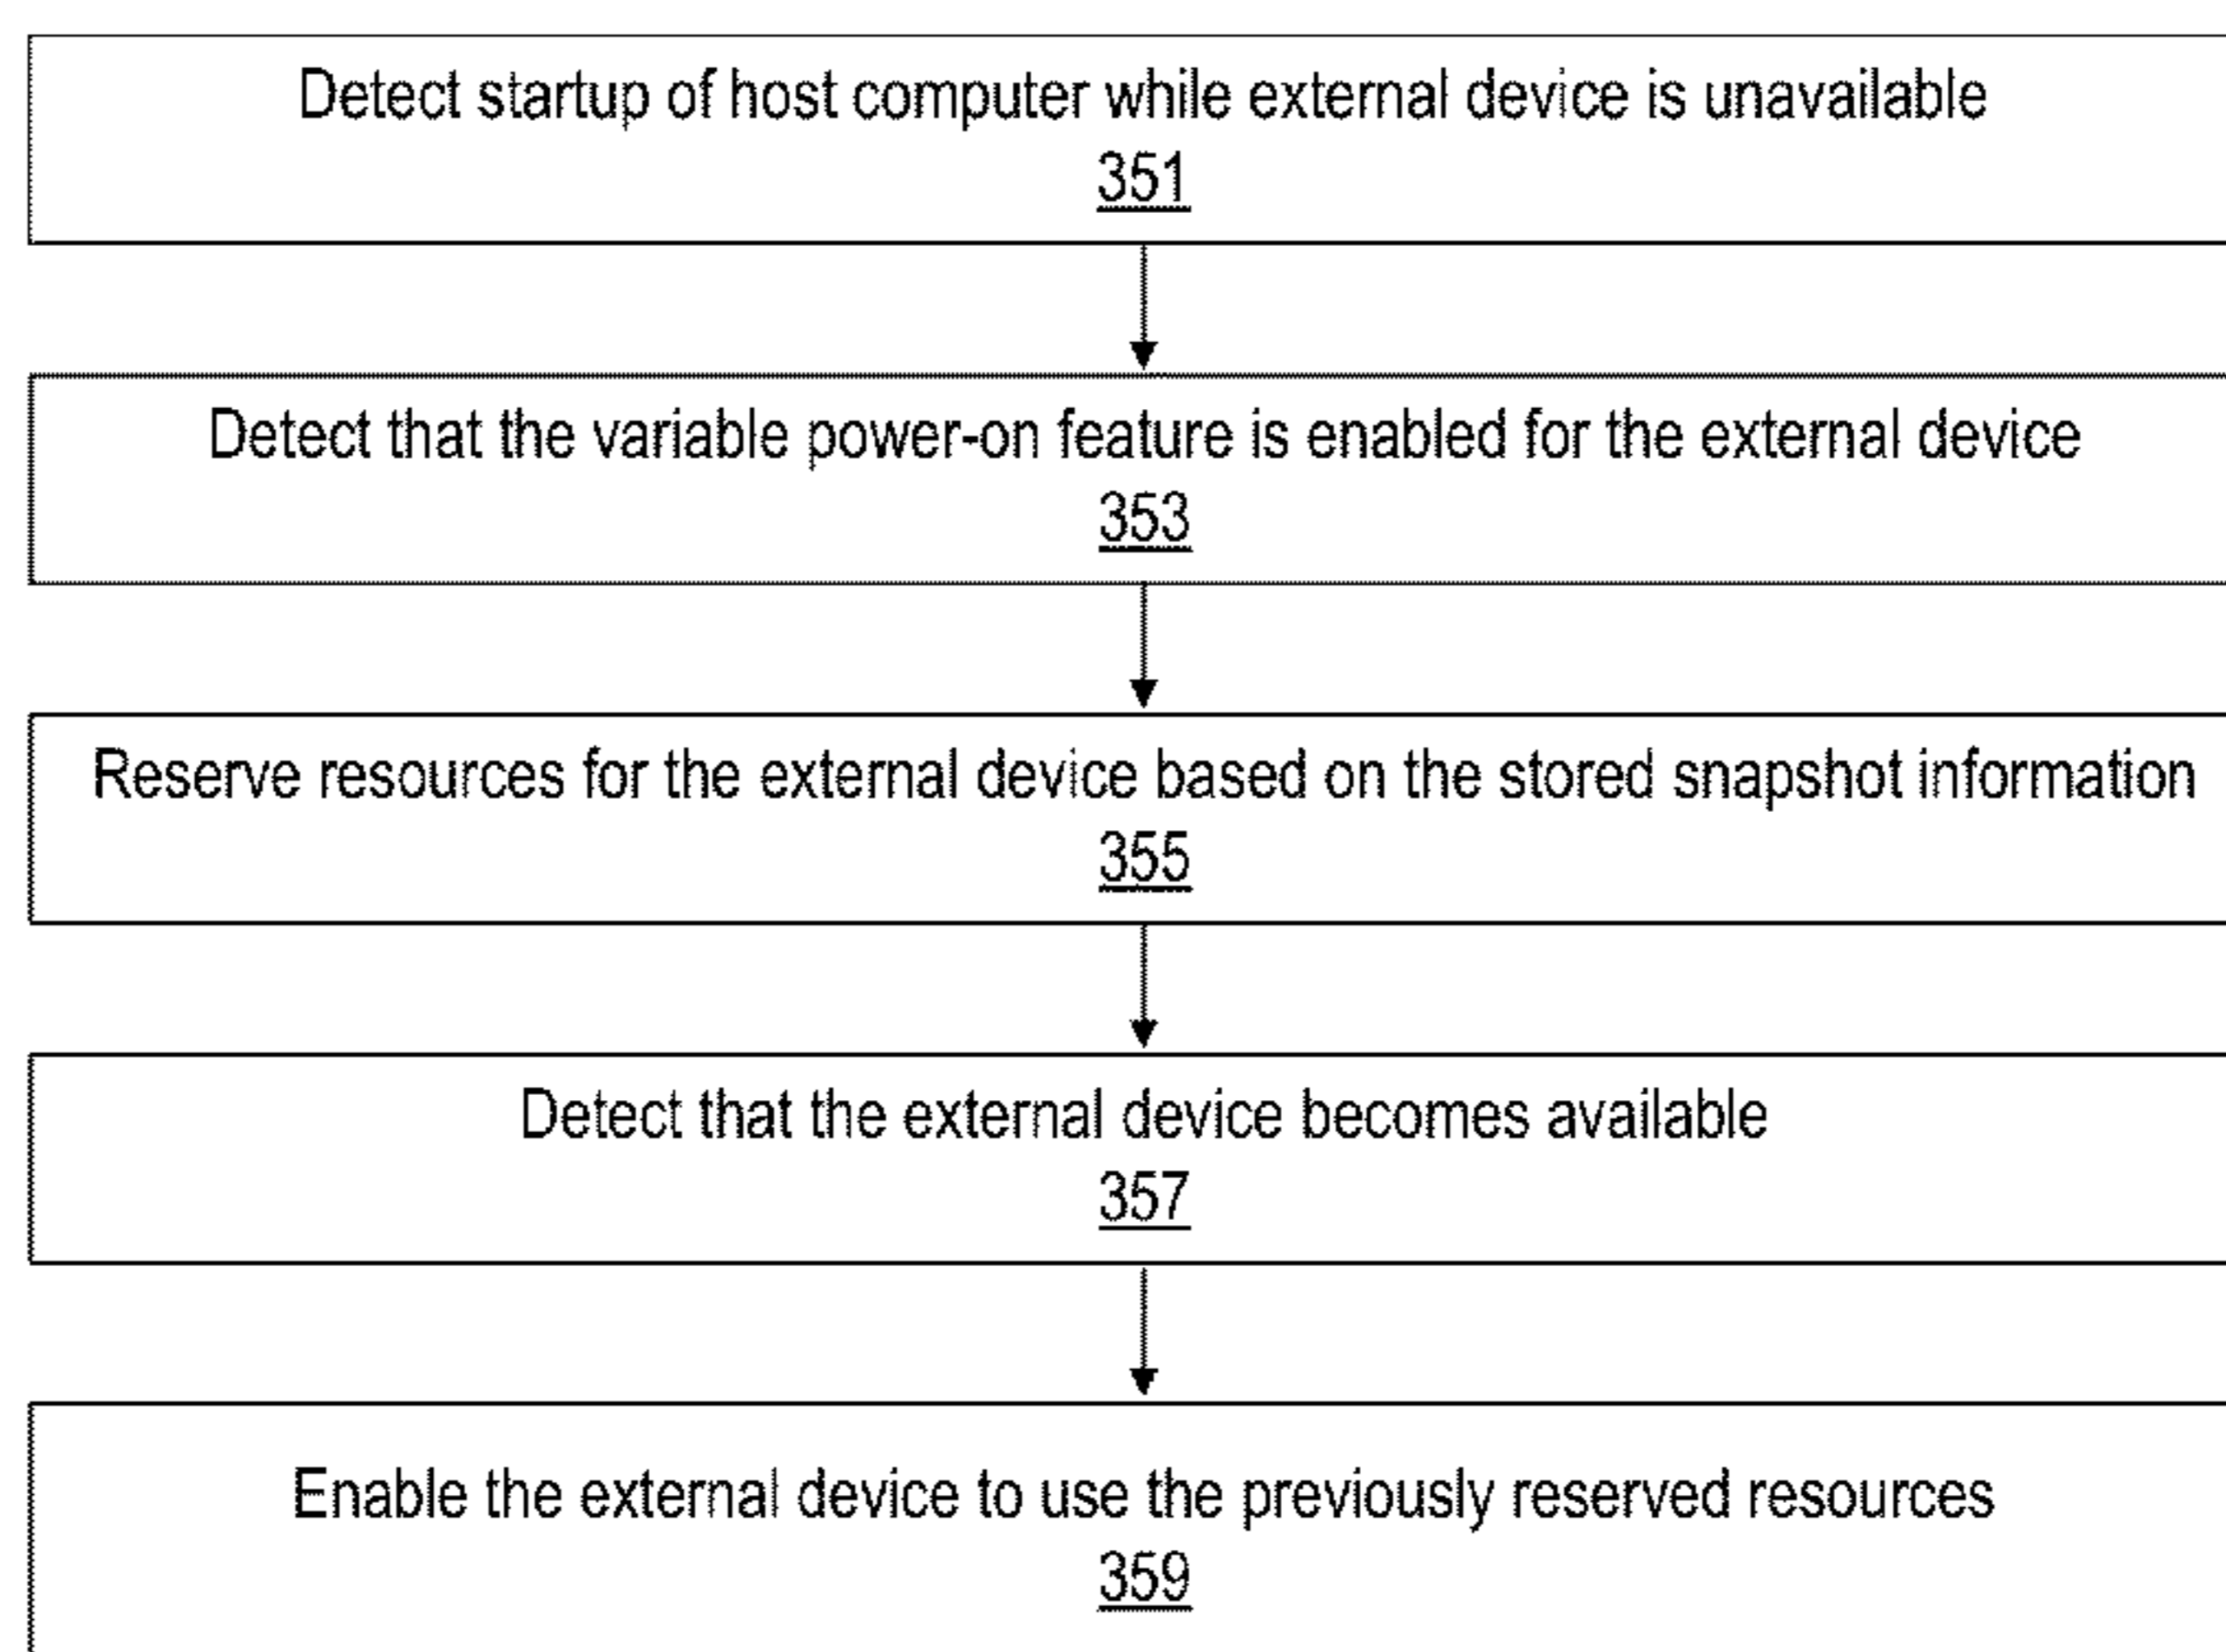 Detect startup of host computer while external device is unavailable
351
Detect that the variable power-on feature is enabled for the external device
353
Reserve resources for the external device based on the stored snapshot information
355
Detect that the external device becomes available
357
Enable the external device to use the previously reserved resources
359